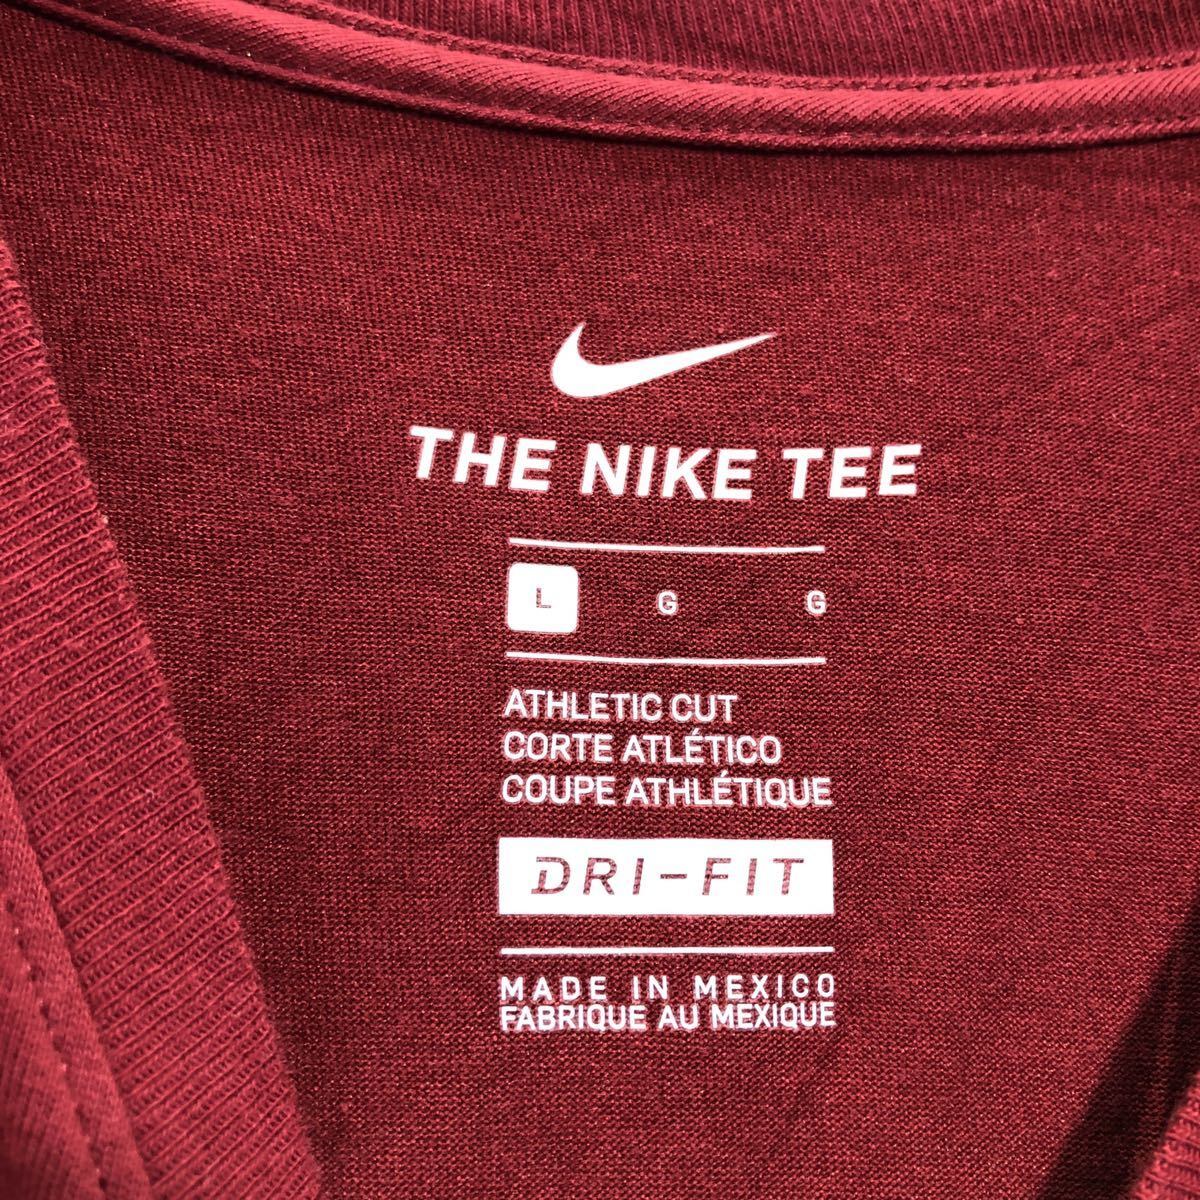 THE NIKE TEE
L G G
ATHLETIC CUT
CORTE ATLÉTICO
COUPE ATHLÉTIQUE
DRI-FIT
MADE IN MEXICO
FABRIQUE AU MEXIQUE